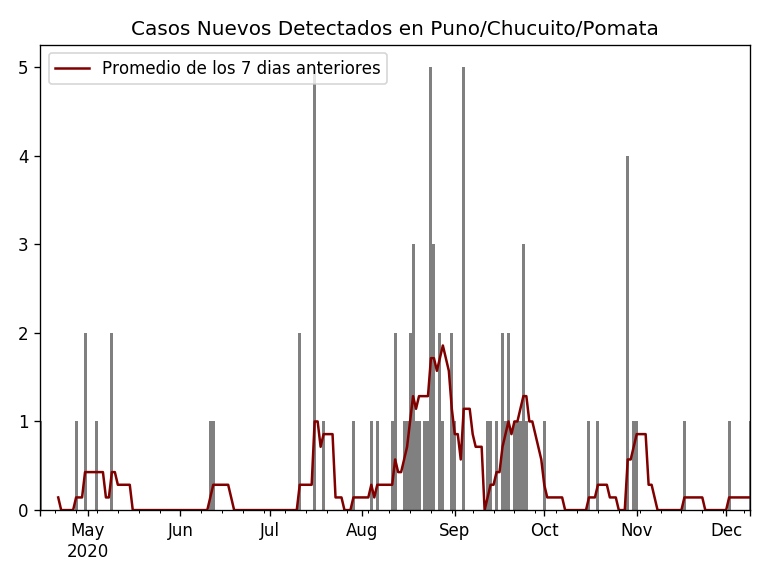 Casos Nuevos Detectados en Puno/Chucuito/Pomata
Promedio de los 7 dias anteriores
5
4
3
2
1
0
May Jun Jul Aug Sep Oct Nov Dec
2020